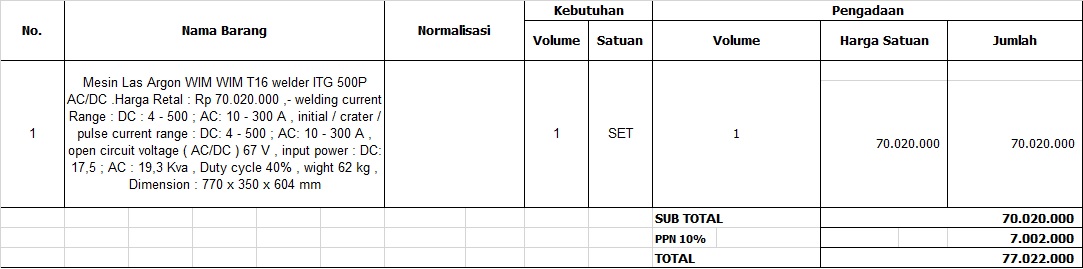 No. Nama Barang Normalisasi Kebutuhan Pengadaan
Volume Satuan Volume Harga Satuan Jumlah
1
Mesin Las Argon WIM WIM T16 welder ITG 500P
AC/DC .Harga Retal : Rp 70.020.000 ,- welding current
Range : DC : 4 - 500 ; AC: 10 - 300 A , initial / crater /
pulse current range : DC: 4 - 500 ; AC: 10 - 300 A ,
open circuit voltage ( AC/DC ) 67 V , input power : DC:
17,5 ; AC : 19,3 Kva , Duty cycle 40% , wight 62 kg ,
Dimension : 770 x 350 x 604 mm
1 SET 1 70.020.000 70.020.000
SUB TOTAL 70.020.000
PPN 10% 7.002.000
TOTAL 77.022.000